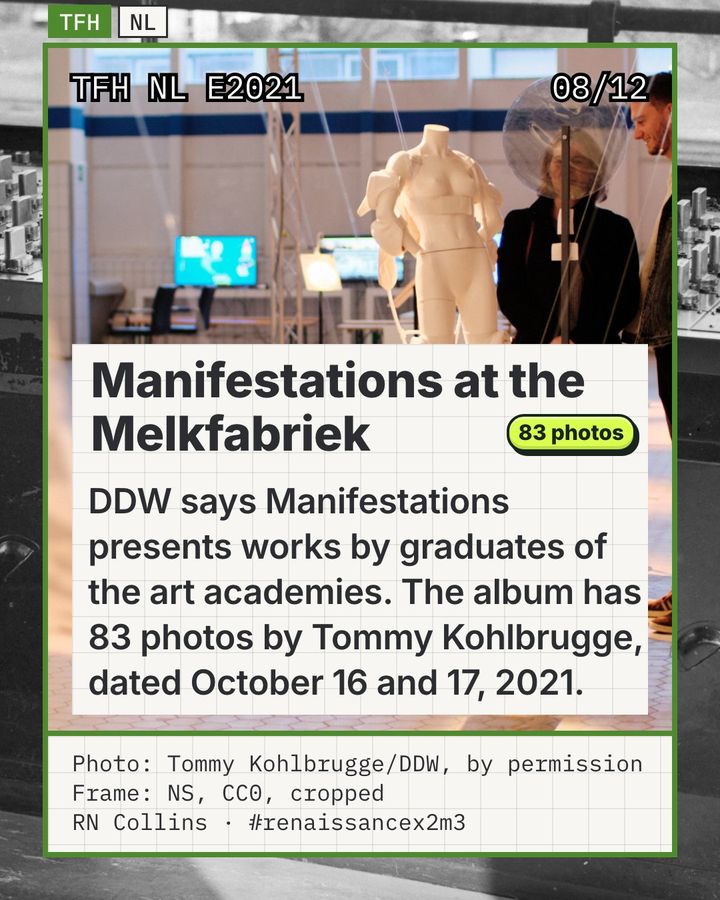 TFH NL
TFH NL E2021 08/12
Manifestations at the
Melkfabriek
83 photos
DDW says Manifestations
presents works by graduates of
the art academies. The album has
83 photos by Tommy Kohlbrugge,
dated October 16 and 17, 2021.
Photo: Tommy Kohlbrugge/DDW, by permission
Frame: NS, CC0, cropped
RN Collins · #renaissancex2m3